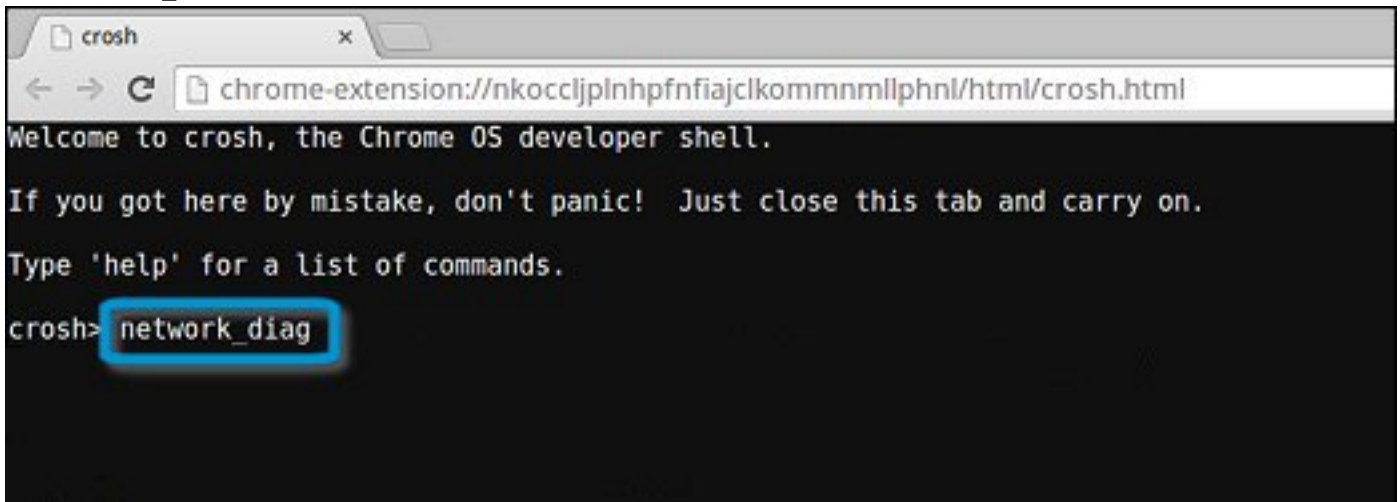 crosh
chrome-extension://nkoccljplnhpfnfiajclkommnmllphnl/html/crosh.html
Welcome to crosh, the Chrome OS developer shell.
If you got here by mistake, don't panic!  Just close this tab and carry on.
Type 'help' for a list of commands.
crosh> network_diag